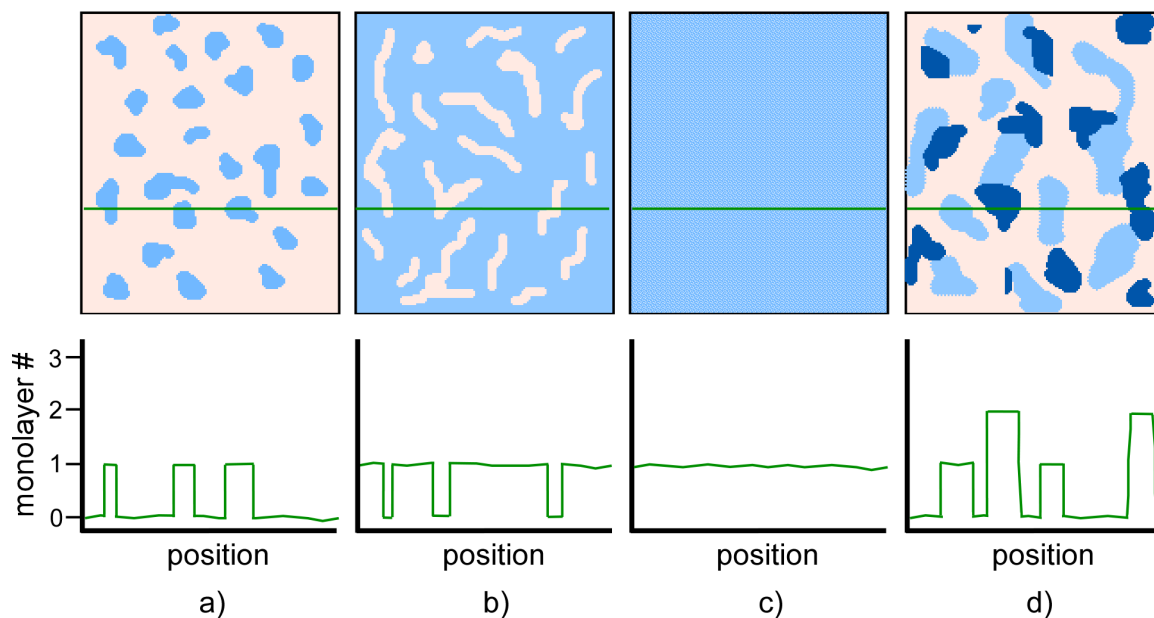 monolayer #
3
2
1
0
position position position position
a) b) c) d)